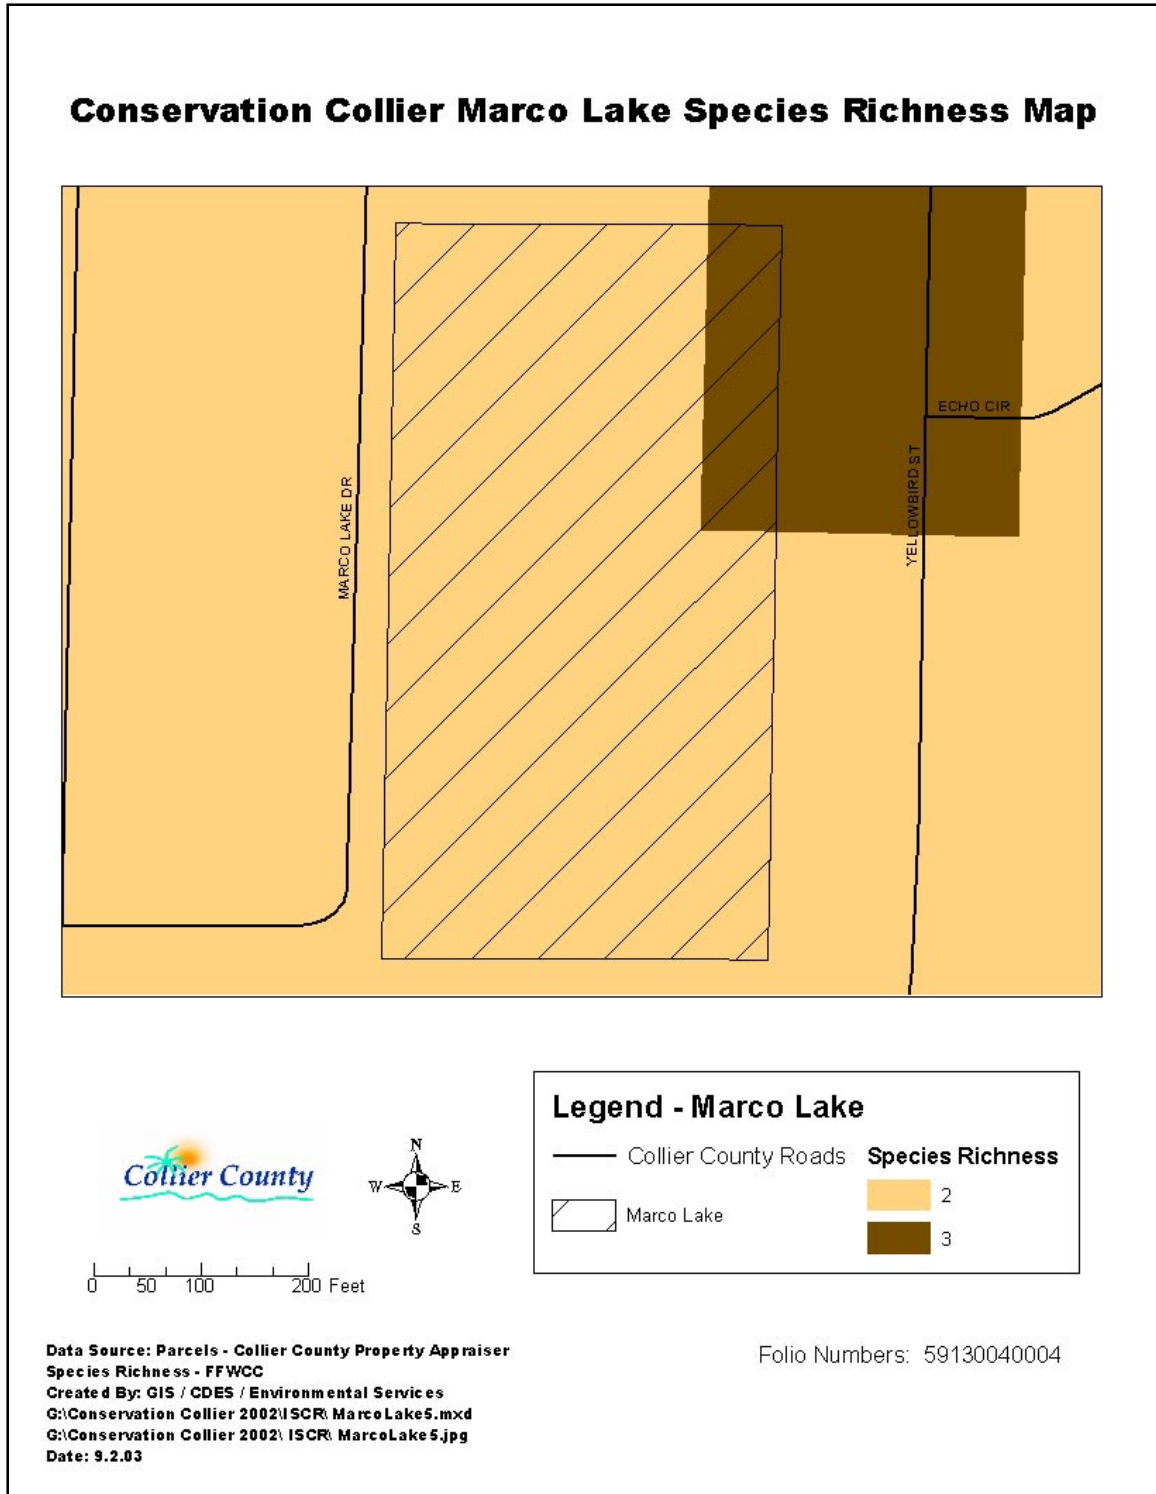 Conservation Collier Marco Lake Species Richness Map
ECHO CIR
MARCO LAKE DR
YELLOWBIRD ST
Legend - Marco Lake
Collier County Roads
Species Richness
Marco Lake
2
3
Collier County
N
W E
S
0 50 100 200 Feet
Data Source: Parcels - Collier County Property Appraiser
Species Richness - FFWCC
Created By: GIS / CDES / Environmental Services
G:\Conservation Collier 2002\ISCR\ MarcoLake5.mxd
G:\Conservation Collier 2002\ ISCR\ MarcoLake5.jpg
Date: 9.2.03
Folio Numbers: 59130040004